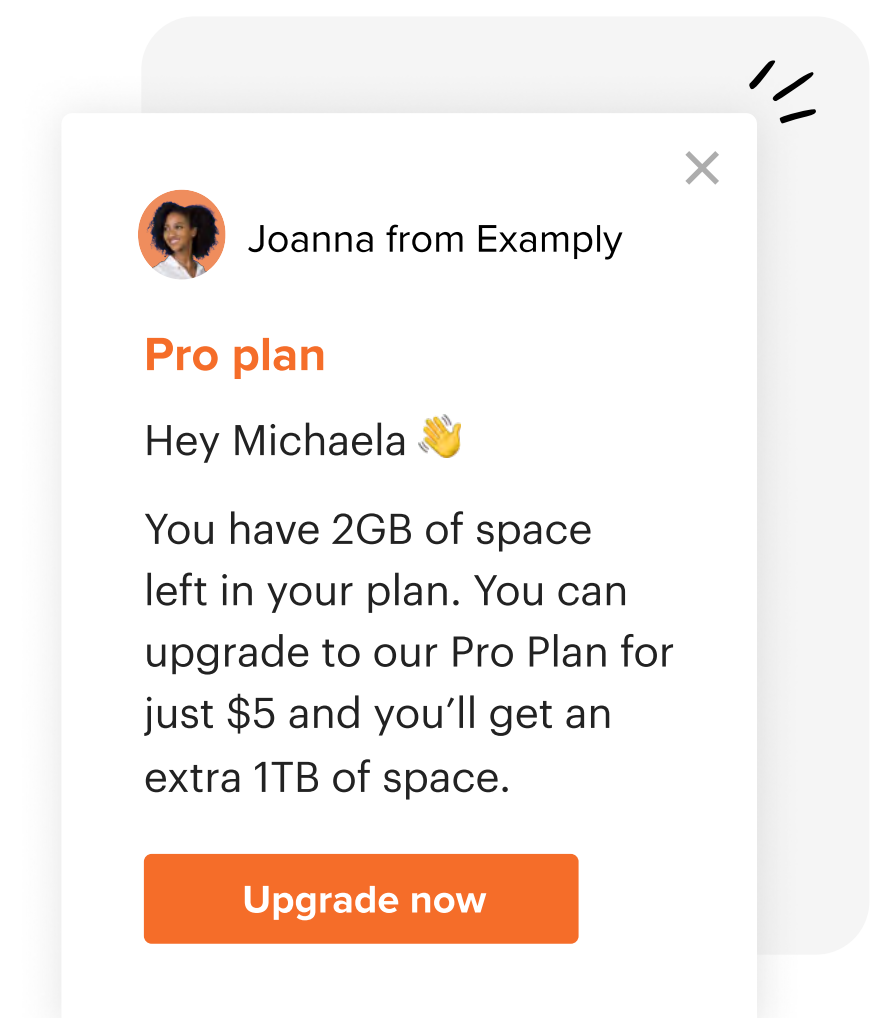 Joanna from Examply
Pro plan
Hey Michaela 👋
You have 2GB of space
left in your plan. You can
upgrade to our Pro Plan for
just $5 and you’ll get an
extra 1TB of space.
Upgrade now